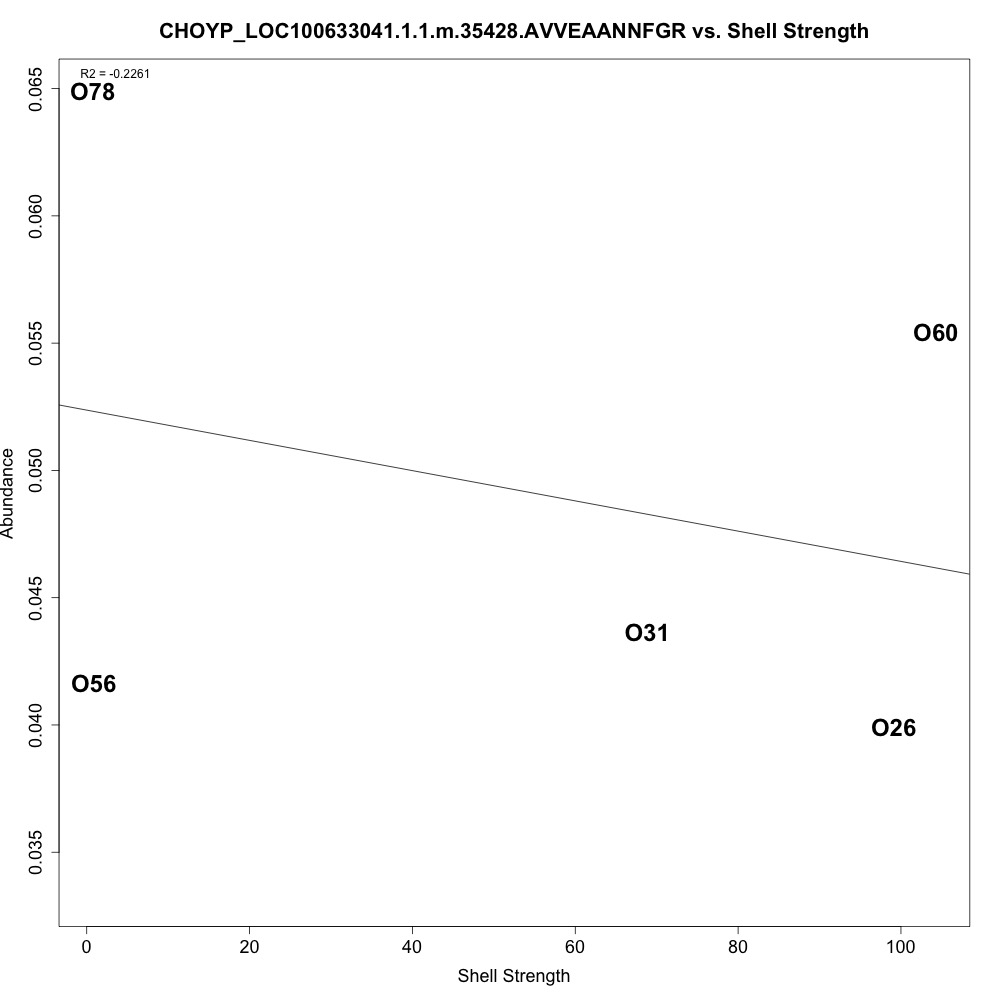 CHOYP_LOC100633041.1.1.m.35428.AVVEAANNFGR vs. Shell Strength
R2 = -0.2261
O78
O60
O31
O56
O26
0.065
0.060
0.055
0.050
0.045
0.040
0.035
Abundance
0 20 40 60 80 100
Shell Strength